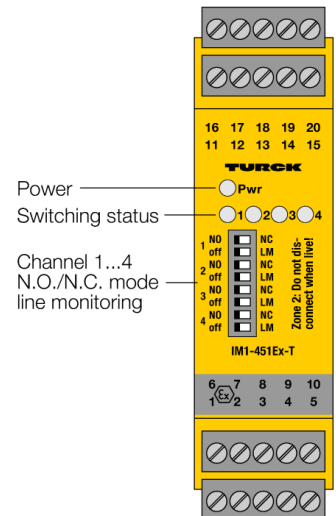 16 17 18 19 20
11 12 13 14 15
TURCK
Power
Pwr
Switching status
1 2 3 4
Channel 1...4
N.O./N.C. mode
line monitoring
1 NO NC
off LM
2 NO NC
off LM
3 NO NC
off LM
4 NO NC
off LM
Zone 2: Do not dis-
connect when live!
IM1-451Ex-T
6 7 8 9 10
Ex
1 2 3 4 5